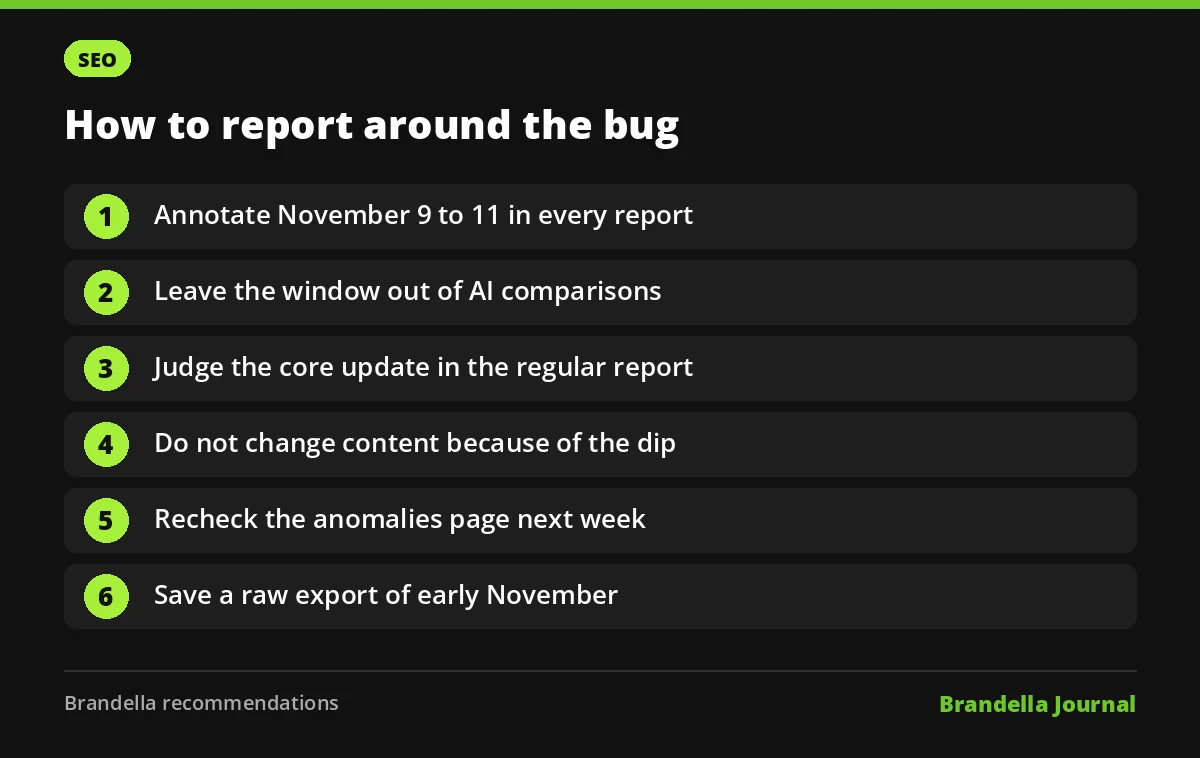 SEO
How to report around the bug
1 Annotate November 9 to 11 in every report
2 Leave the window out of AI comparisons
3 Judge the core update in the regular report
4 Do not change content because of the dip
5 Recheck the anomalies page next week
6 Save a raw export of early November
Brandella recommendations
Brandella Journal